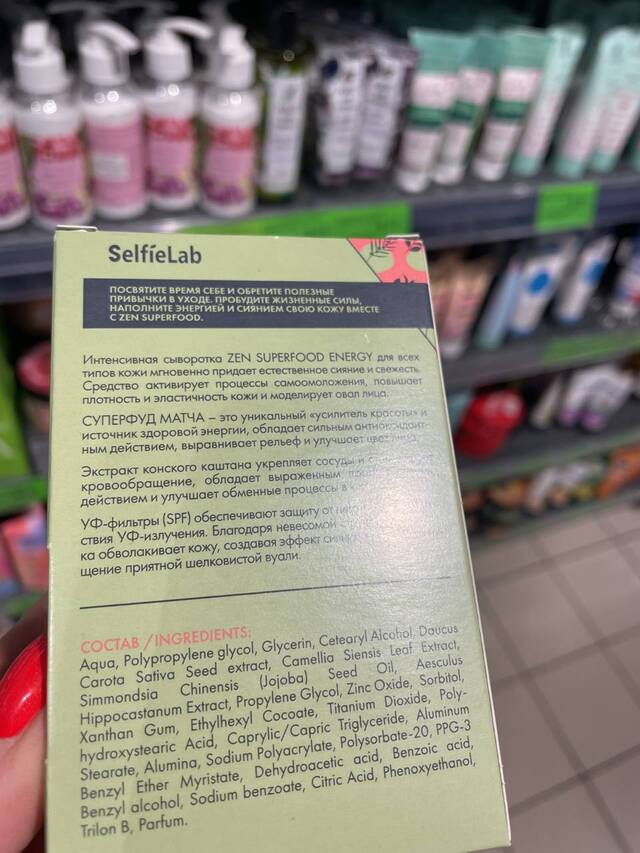 SelfieLab
ПОСВЯТИТЕ ВРЕМЯ СЕБЕ И ОБРЕТИТЕ ПОЛЕЗНЫЕ
ПРИВЫЧКИ В УХОДЕ. ПРОБУДИТЕ ЖИЗНЕННЫЕ СИЛЫ,
НАПОЛНИТЕ ЭНЕРГИЕЙ И СИЯНИЕМ СВОЮ КОЖУ ВМЕСТЕ
С ZEN SUPERFOOD.
Интенсивная сыворотка ZEN SUPERFOOD ENERGY для всех
типов кожи мгновенно придает естественное сияние и свежесть.
Средство активирует процессы самоомоложения, повышает
плотность и эластичность кожи и моделирует овал лица.
СУПЕРФУД МАТЧА – это уникальный «усилитель красоты» и
источник здоровой энергии, обладает сильным антиоксидант-
ным действием, выравнивает рельеф и улучшает цвет лица.
Экстракт конского каштана укрепляет сосуды и
кровообращение, обладает выраженным
действием и улучшает обменные процессы в
УФ-фильтры (SPF) обеспечивают защиту от
ствия УФ-излучения. Благодаря невесомой
ка обволакивает кожу, создавая эффект
щение приятной шелковистой вуали.
СОСТАВ / INGREDIENTS:
Aqua, Polypropylene glycol, Glycerin, Cetearyl Alcohol, Daucus
Carota Sativa Seed extract, Camellia Siensis Leaf Extract,
Simmondsia Chinensis (Jojoba) Seed Oil, Aesculus
Hippocastanum Extract, Propylene Glycol, Zinc Oxide, Sorbitol,
Xanthan Gum, Ethylhexyl Cocoate, Titanium Dioxide, Poly-
hydroxystearic Acid, Caprylic/Capric Triglyceride, Aluminum
Stearate, Alumina, Sodium Polyacrylate, Polysorbate-20, PPG-3
Benzyl Ether Myristate, Dehydroacetic acid, Benzoic acid,
Benzyl alcohol, Sodium benzoate, Citric Acid, Phenoxyethanol,
Trilon B, Parfum.